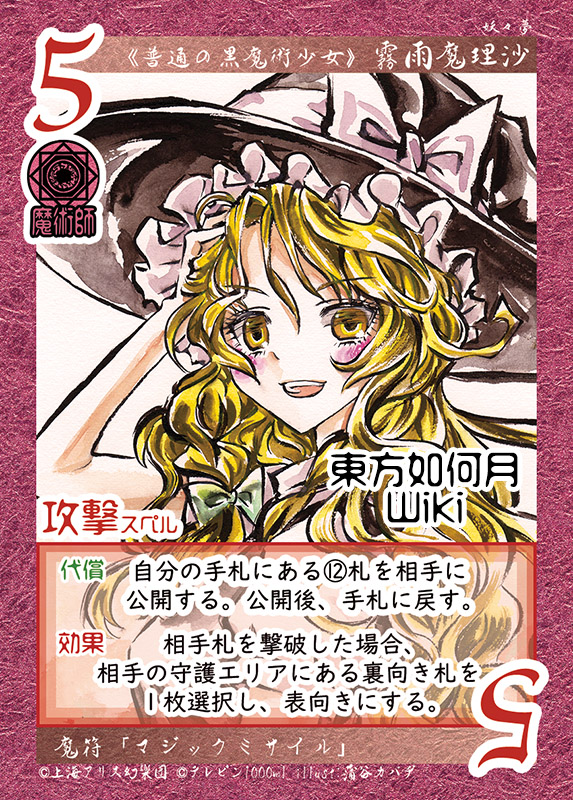 妖々夢
5
《普通の黒魔術少女》 霧雨魔理沙
魔術師
東方如何月
Wiki
攻撃スペル
代償 自分の手札にある⑫札を相手に
公開する。公開後、手札に戻す。
効果 相手札を撃破した場合、
相手の守護エリアにある裏向き札を
1枚選択し、表向きにする。
5
魔符「マジックミサイル」
©上海アリス幻樂団 ©テレビン1000ml illust:蒲谷カバヂ